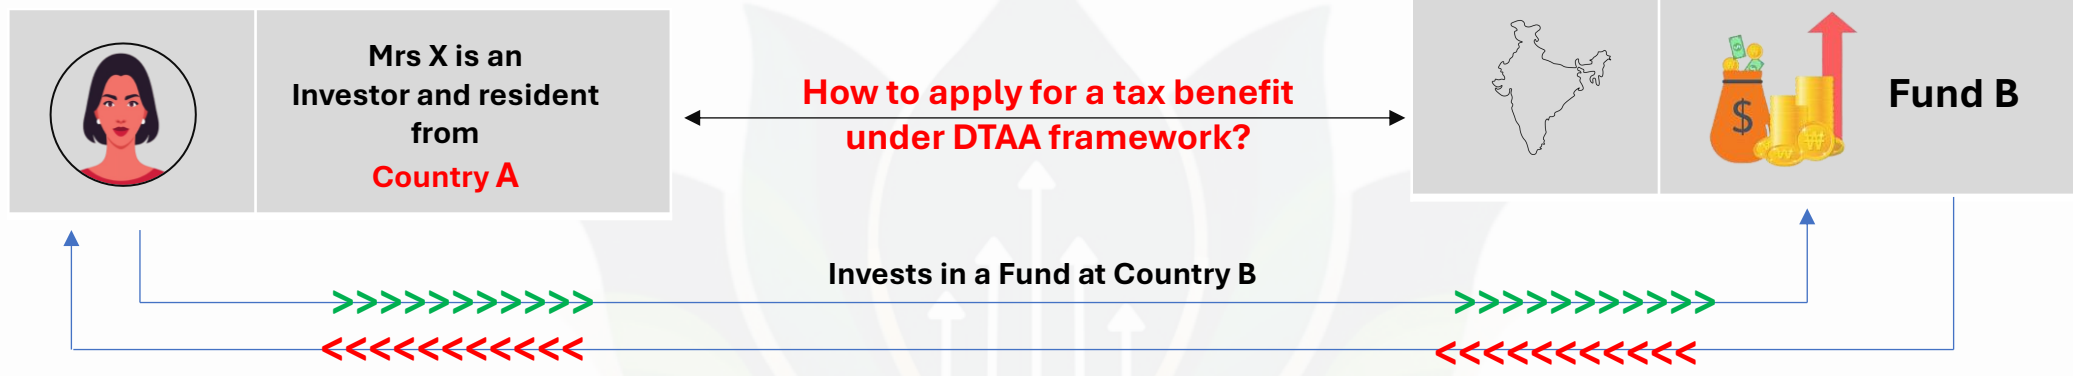 Mrs X is an
Investor and resident
from
Country A
How to apply for a tax benefit
under DTAA framework?
$
₩
₩
Fund B
Invests in a Fund at Country B
>>>>>>>>>>>
>>>>>>>>>>>
<<<<<<<<<<<
<<<<<<<<<<<